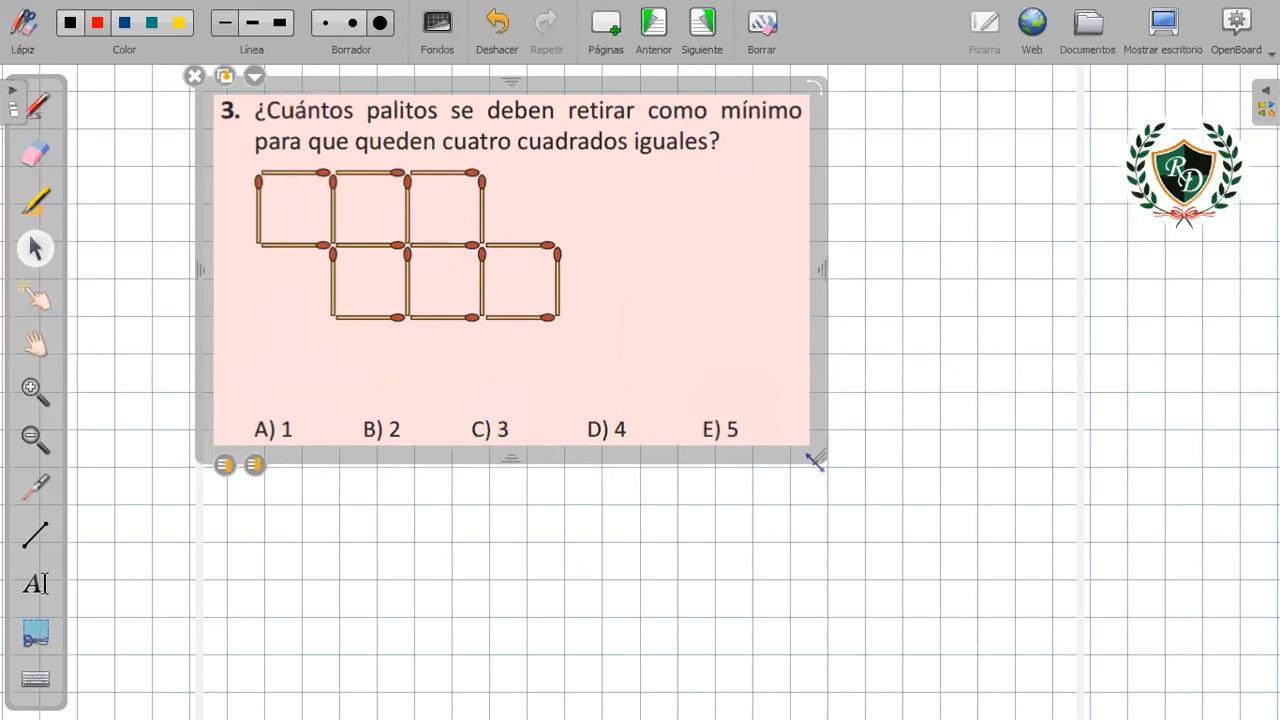 Lápiz Color Línea Borrador Fondos Deshacer Repetir Páginas Anterior Siguiente Borrar Pizarra Web Documentos Mostrar escritorio OpenBoard
3. ¿Cuántos palitos se deben retirar como mínimo
para que queden cuatro cuadrados iguales?
A) 1 B) 2 C) 3 D) 4 E) 5
RD